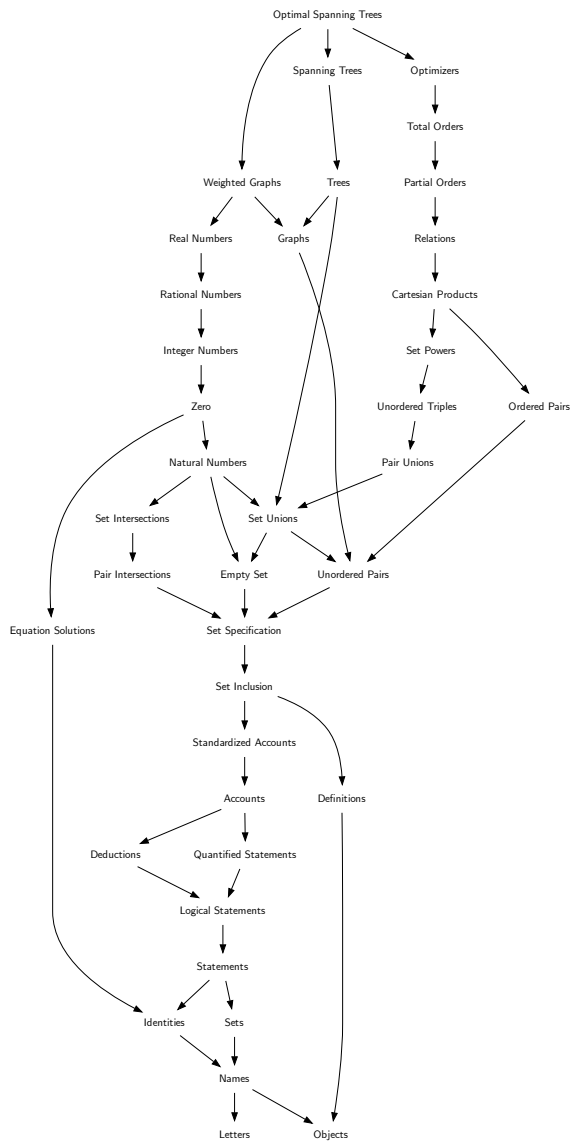 Optimal Spanning Trees
Spanning Trees
Optimizers
Total Orders
Weighted Graphs
Trees
Partial Orders
Real Numbers
Graphs
Relations
Rational Numbers
Cartesian Products
Integer Numbers
Set Powers
Zero
Unordered Triples
Ordered Pairs
Natural Numbers
Pair Unions
Set Intersections
Set Unions
Pair Intersections
Empty Set
Unordered Pairs
Equation Solutions
Set Specification
Set Inclusion
Standardized Accounts
Accounts
Definitions
Deductions
Quantified Statements
Logical Statements
Statements
Identities
Sets
Names
Letters
Objects